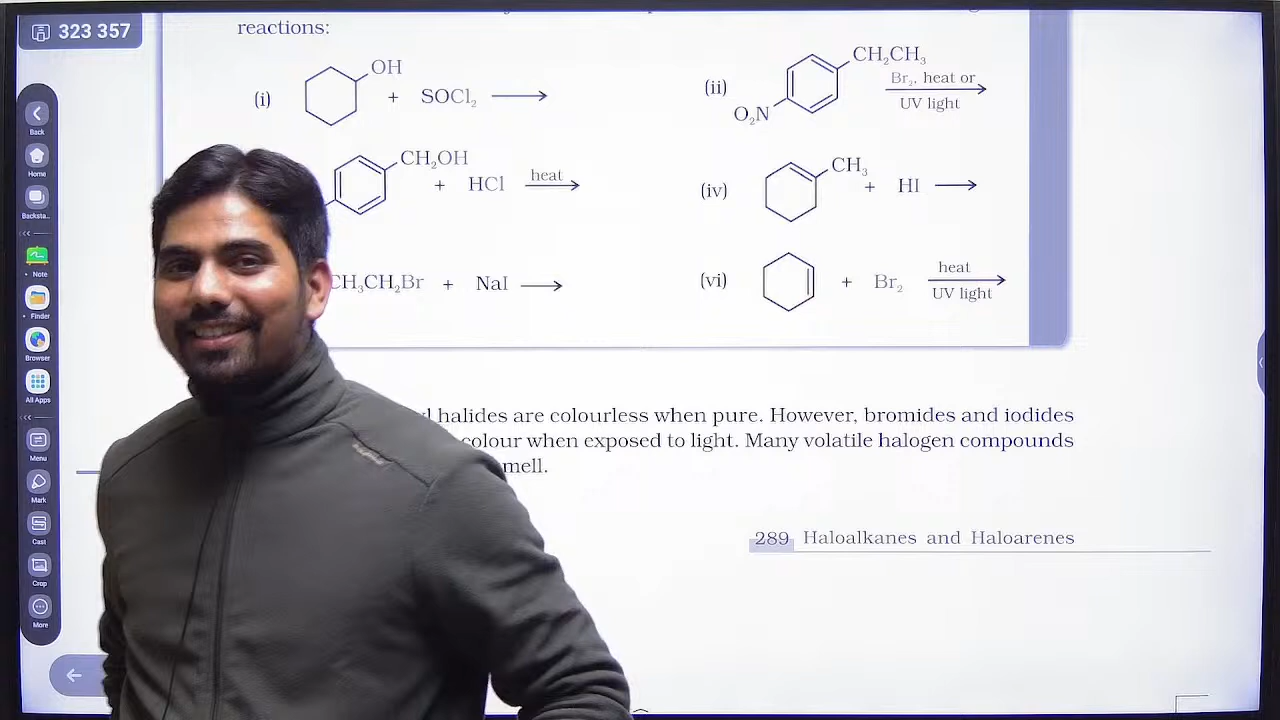 323 357
reactions:
(i) OH + SOCl₂
(ii) CH₂CH₃ O₂N Br₂, heat or UV light
CH₂OH + HCl heat
(iv) CH₃ + HI
CH₃CH₂Br + NaI
(vi) + Br₂ heat UV light
halides are colourless when pure. However, bromides and iodides
colour when exposed to light. Many volatile halogen compounds
289 Haloalkanes and Haloarenes
Back
Home
Backsta...
Note
Finder
Browser
All Apps
Menu
Mark
Cast
Crop
More